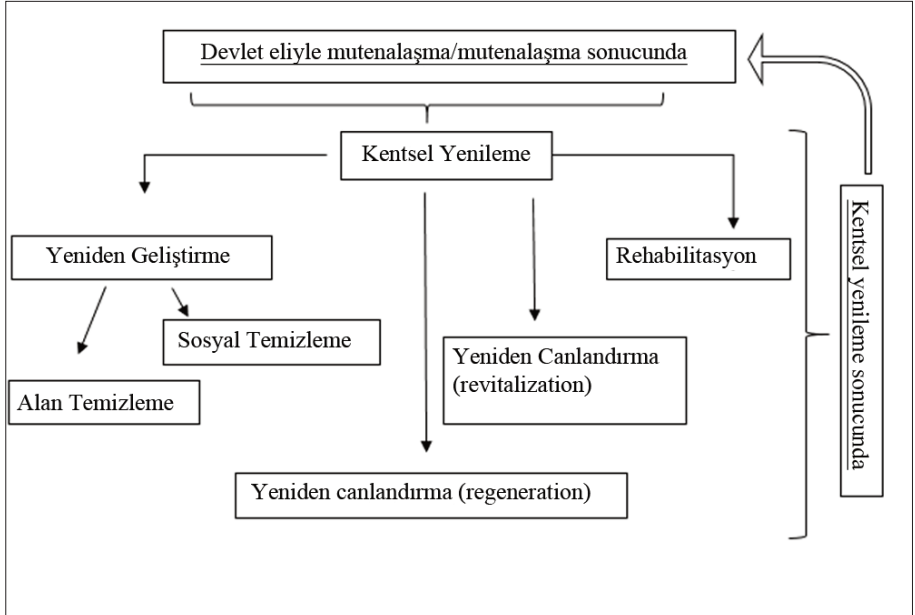 Devlet eliyle mutenalaşma/mutenalaşma sonucunda
Kentsel Yenileme
Yeniden Geliştirme
Rehabilitasyon
Sosyal Temizleme
Yeniden Canlandırma
(revitalization)
Alan Temizleme
Yeniden canlandırma (regeneration)
Kentsel yenileme sonucunda